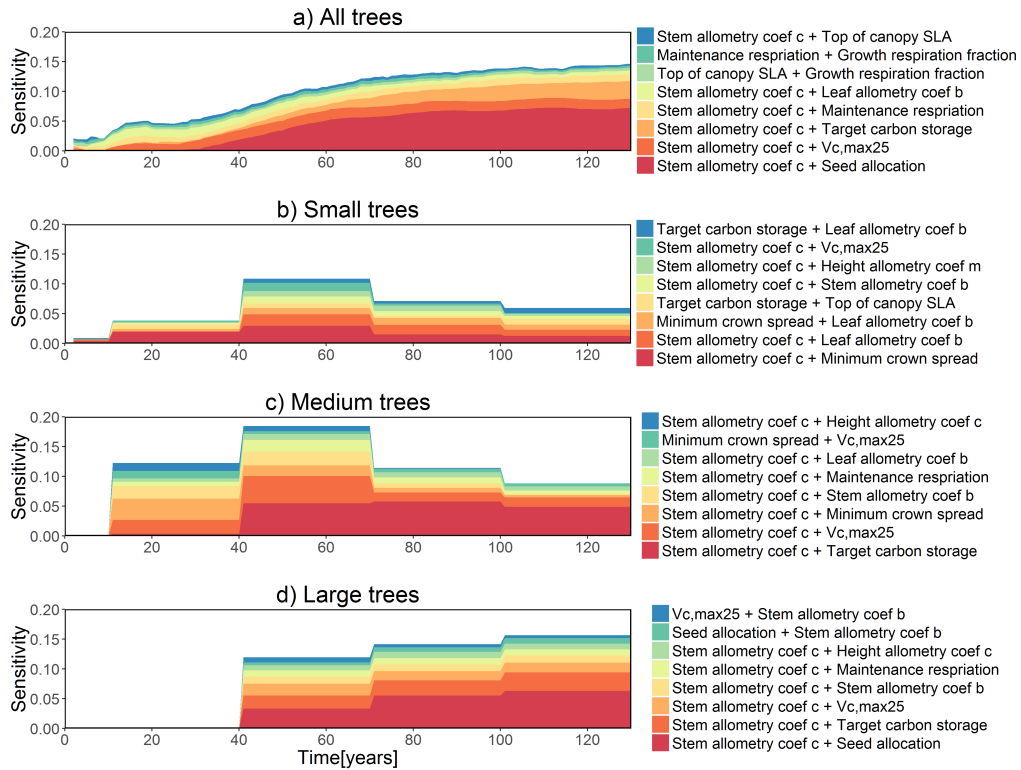 a) All trees
Sensitivity
0.20
0.15
0.10
0.05
0.00
0 20 40 60 80 100 120
Stem allometry coef c + Top of canopy SLA
Maintenance respriation + Growth respiration fraction
Top of canopy SLA + Growth respiration fraction
Stem allometry coef c + Leaf allometry coef b
Stem allometry coef c + Maintenance respriation
Stem allometry coef c + Target carbon storage
Stem allometry coef c + Vc,max25
Stem allometry coef c + Seed allocation
b) Small trees
Sensitivity
0.20
0.15
0.10
0.05
0.00
0 20 40 60 80 100 120
Target carbon storage + Leaf allometry coef b
Stem allometry coef c + Vc,max25
Stem allometry coef c + Height allometry coef m
Stem allometry coef c + Stem allometry coef b
Target carbon storage + Top of canopy SLA
Minimum crown spread + Leaf allometry coef b
Stem allometry coef c + Leaf allometry coef b
Stem allometry coef c + Minimum crown spread
c) Medium trees
Sensitivity
0.20
0.15
0.10
0.05
0.00
0 20 40 60 80 100 120
Stem allometry coef c + Height allometry coef c
Minimum crown spread + Vc,max25
Stem allometry coef c + Leaf allometry coef b
Stem allometry coef c + Maintenance respriation
Stem allometry coef c + Stem allometry coef b
Stem allometry coef c + Minimum crown spread
Stem allometry coef c + Vc,max25
Stem allometry coef c + Target carbon storage
d) Large trees
Sensitivity
0.20
0.15
0.10
0.05
0.00
0 20 40 60 80 100 120
Time[years]
Vc,max25 + Stem allometry coef b
Seed allocation + Stem allometry coef b
Stem allometry coef c + Height allometry coef c
Stem allometry coef c + Maintenance respriation
Stem allometry coef c + Stem allometry coef b
Stem allometry coef c + Vc,max25
Stem allometry coef c + Target carbon storage
Stem allometry coef c + Seed allocation